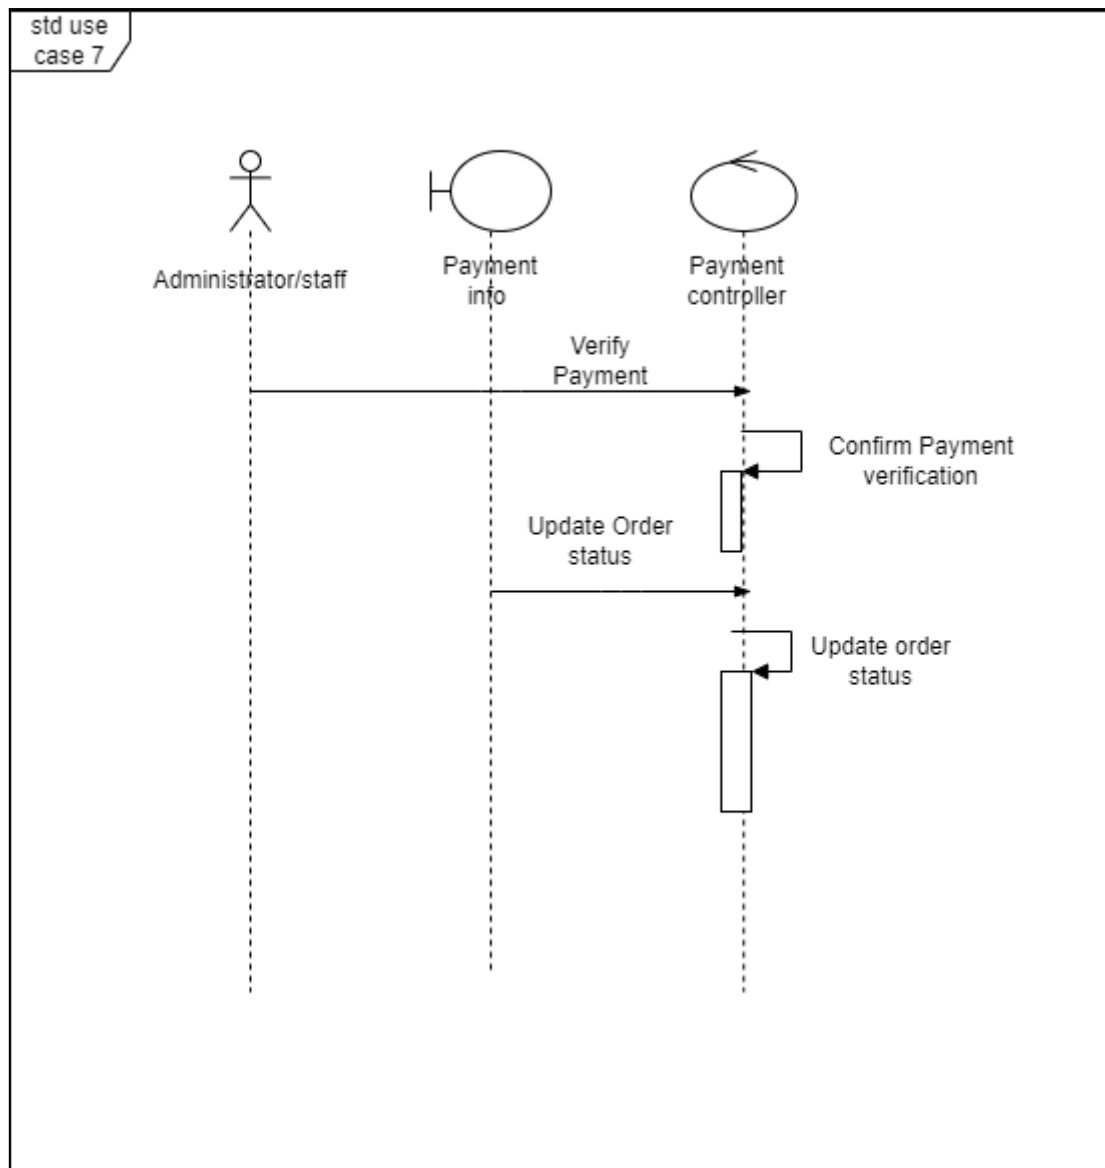 std use
case 7
Administrator/staff
Payment
info
Payment
controller
Verify
Payment
Confirm Payment
verification
Update Order
status
Update order
status